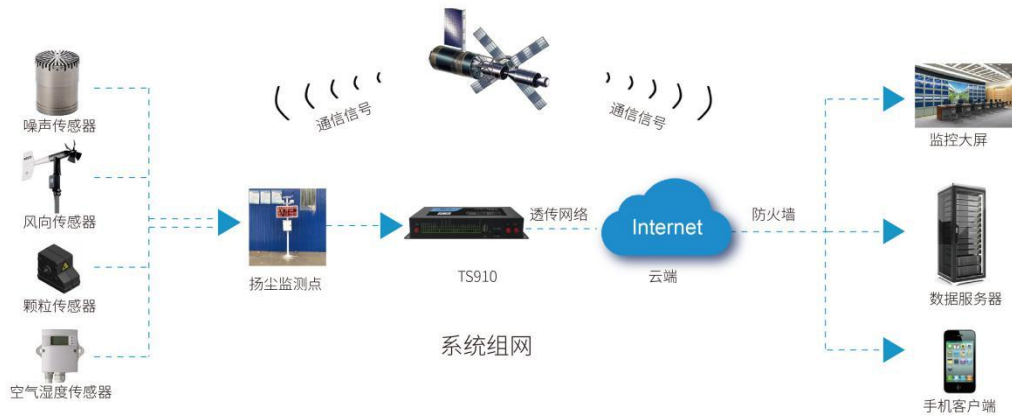 噪声传感器
风向传感器
颗粒传感器
空气湿度传感器
通信信号
通信信号
扬尘监测点
TS910
透传网络
Internet
云端
防火墙
监控大屏
数据服务器
手机客户端
系统组网